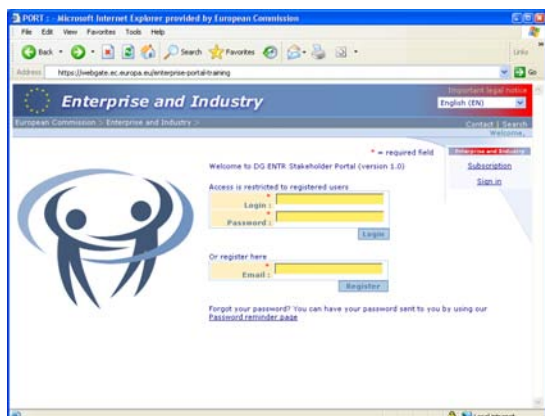 PORT : - Microsoft Internet Explorer provided by European Commission
File Edit View Favorites Tools Help
Back Search Favorites Links
Address https://webgate.ec.europa.eu/enterprise-portal-training Go
Important legal notice
Enterprise and Industry English (EN)
European Commission > Enterprise and Industry > Contact | Search
Welcome,
* = required field Enterprise and Industry
Welcome to DG ENTR Stakeholder Portal (version 1.0) Subscription
Sign in
Access is restricted to registered users
* Login :
* Password :
Login
Or register here
* Email :
Register
Forgot your password? You can have your password sent to you by using our
Password reminder page
Local intranet